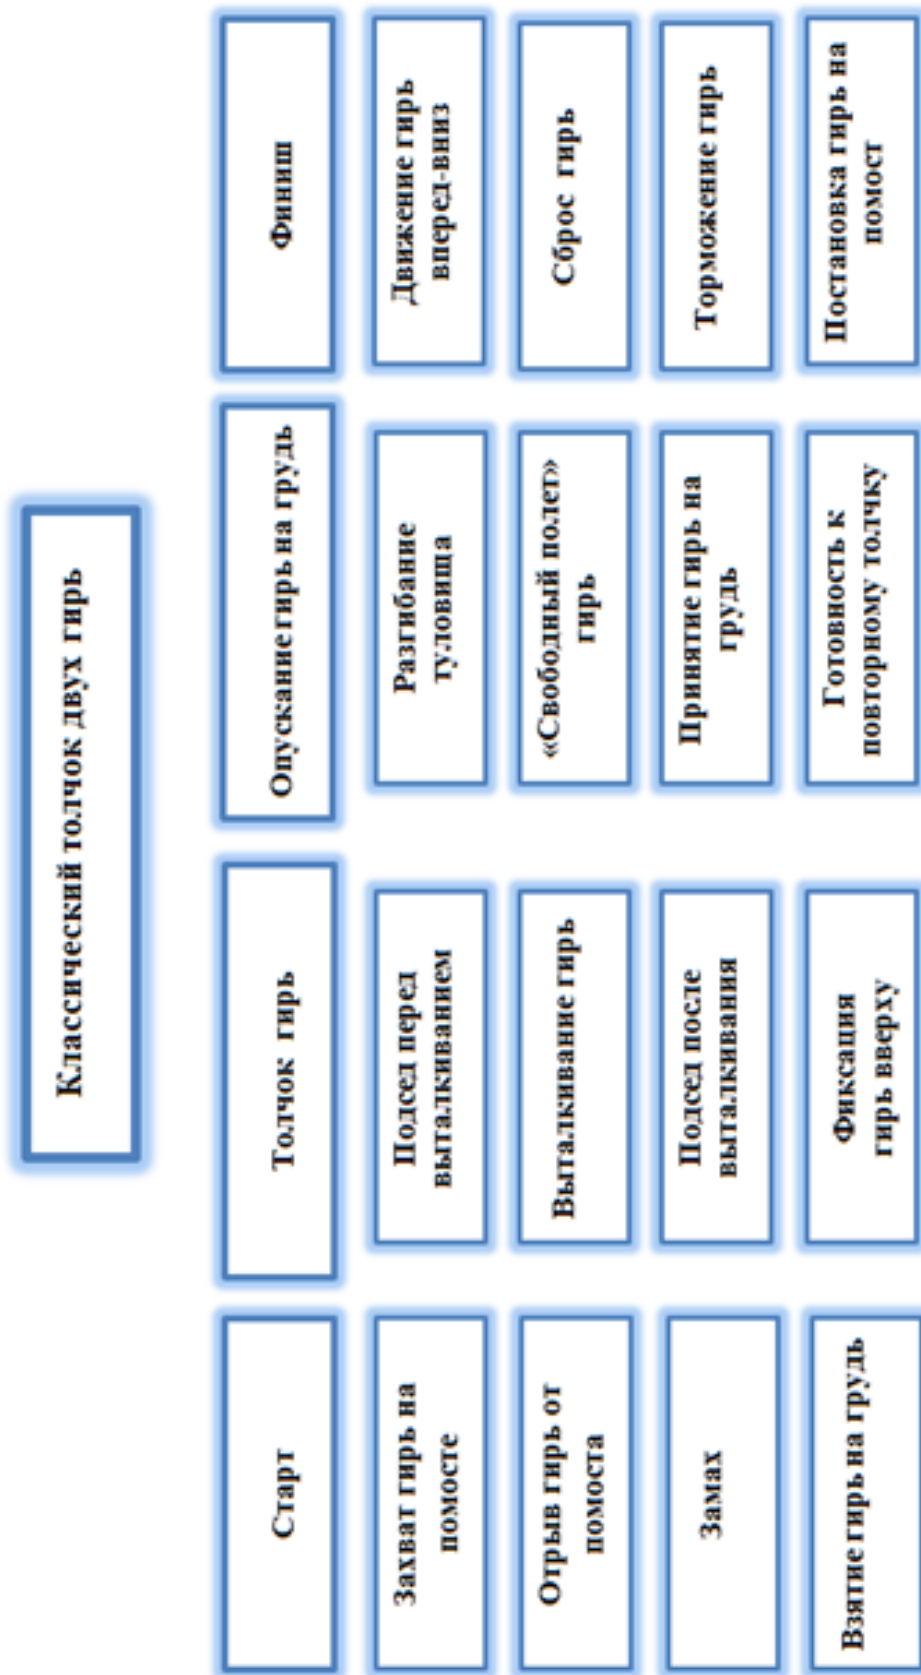 Классический толчок двух гирь
Старт
Толчок гирь
Опускание гирь на грудь
Финиш
Захват гирь на
помосте
Подсед перед
выталкиванием
Разгибание
туловища
Движение гирь
вперед-вниз
Отрыв гирь от
помоста
Выталкивание гирь
«Свободный полет»
гирь
Сброс гирь
Замах
Подсед после
выталкивания
Принятие гирь на
грудь
Торможение гирь
Взятие гирь на грудь
Фиксация
гирь вверху
Готовность к
повторному толчку
Постановка гирь на
помост